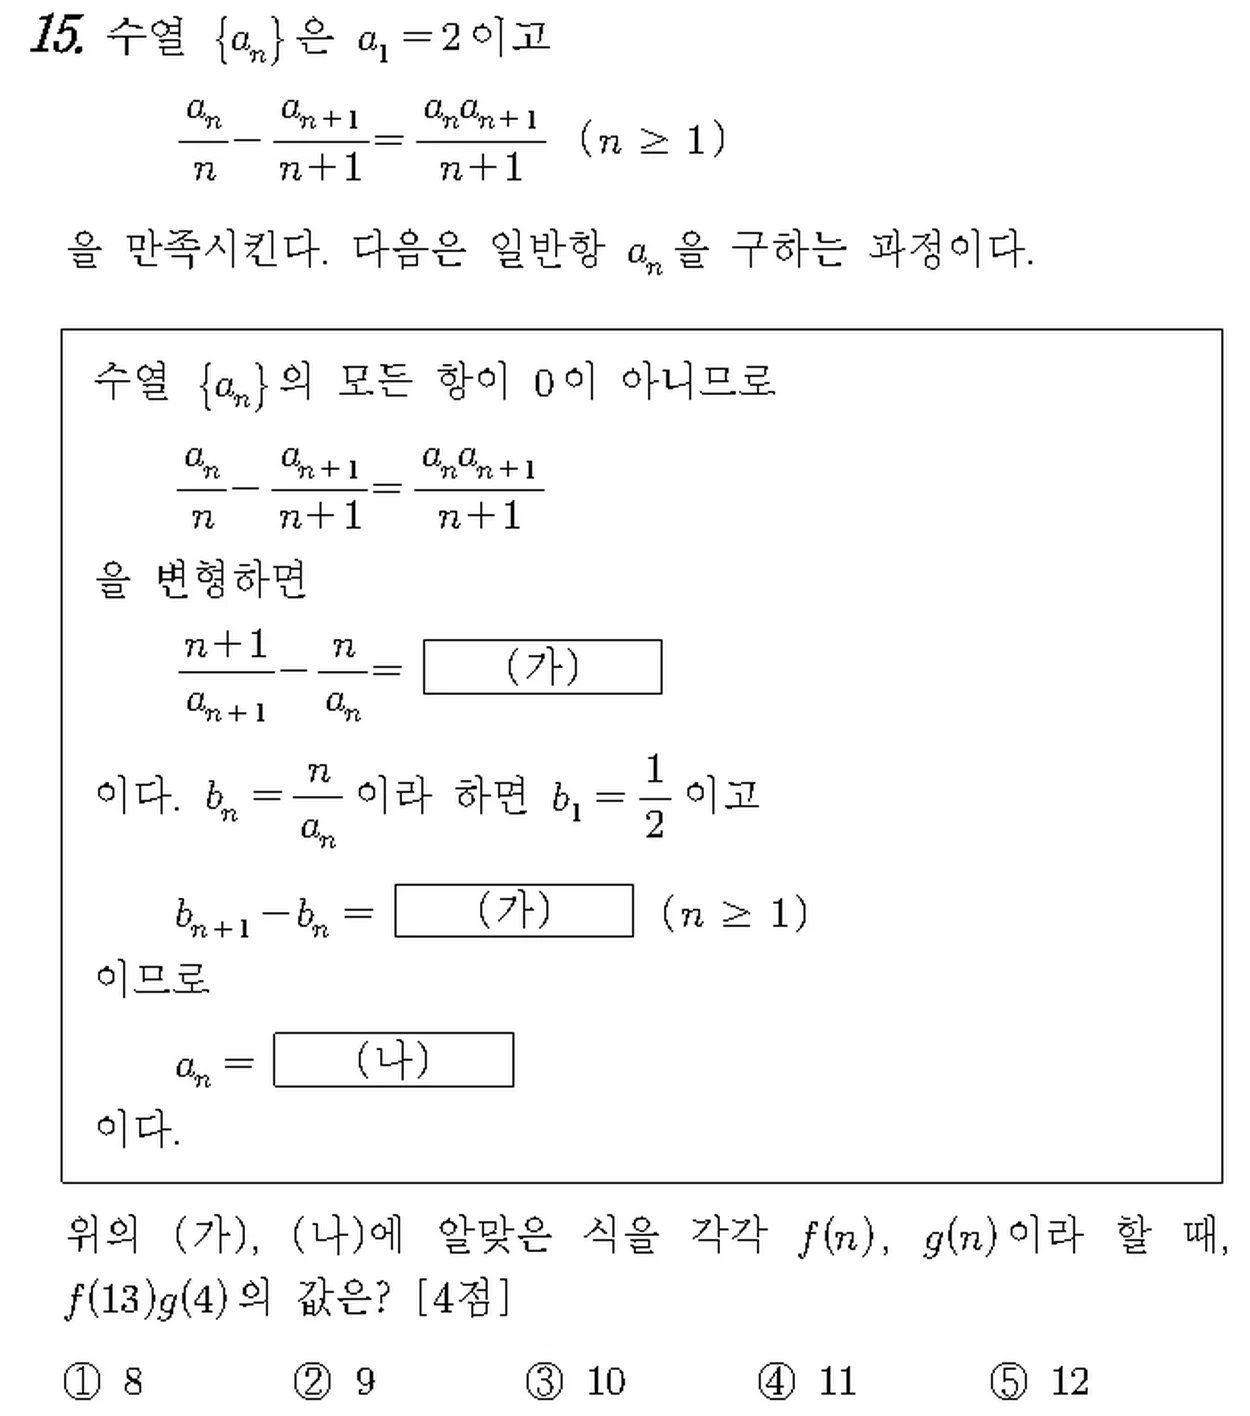 15. 수열 {aₙ}은 a₁ = 2이고
aₙ/n − aₙ₊₁/(n+1) = aₙaₙ₊₁/(n+1) (n ≥ 1)
을 만족시킨다. 다음은 일반항 aₙ을 구하는 과정이다.
수열 {aₙ}의 모든 항이 0이 아니므로
aₙ/n − aₙ₊₁/(n+1) = aₙaₙ₊₁/(n+1)
을 변형하면
(n+1)/aₙ₊₁ − n/aₙ = (가)
이다. bₙ = n/aₙ 이라 하면 b₁ = 1/2 이고
bₙ₊₁ − bₙ = (가) (n ≥ 1)
이므로
aₙ = (나)
이다.
위의 (가), (나)에 알맞은 식을 각각 f(n), g(n)이라 할 때,
f(13)g(4)의 값은? [4점]
① 8 ② 9 ③ 10 ④ 11 ⑤ 12